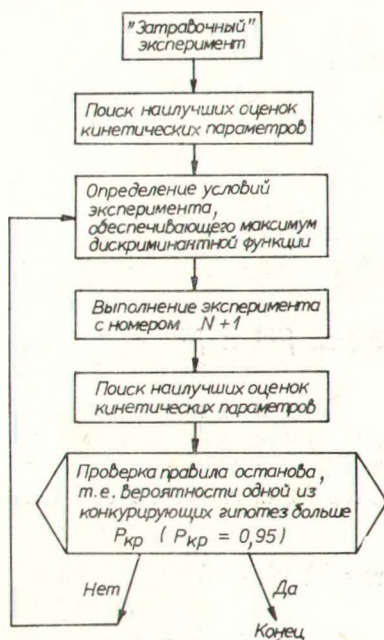 "Затравочный"
эксперимент
Поиск наилучших оценок
кинетических параметров
Определение условий
эксперимента,
обеспечивающего максимум
дискриминантной функции
Выполнение эксперимента
с номером N+1
Поиск наилучших оценок
кинетических параметров
Проверка правила останова,
т.е. вероятности одной из
конкурирующих гипотез больше
Pкр ( Pкр = 0,95)
Нет
Да
Конец